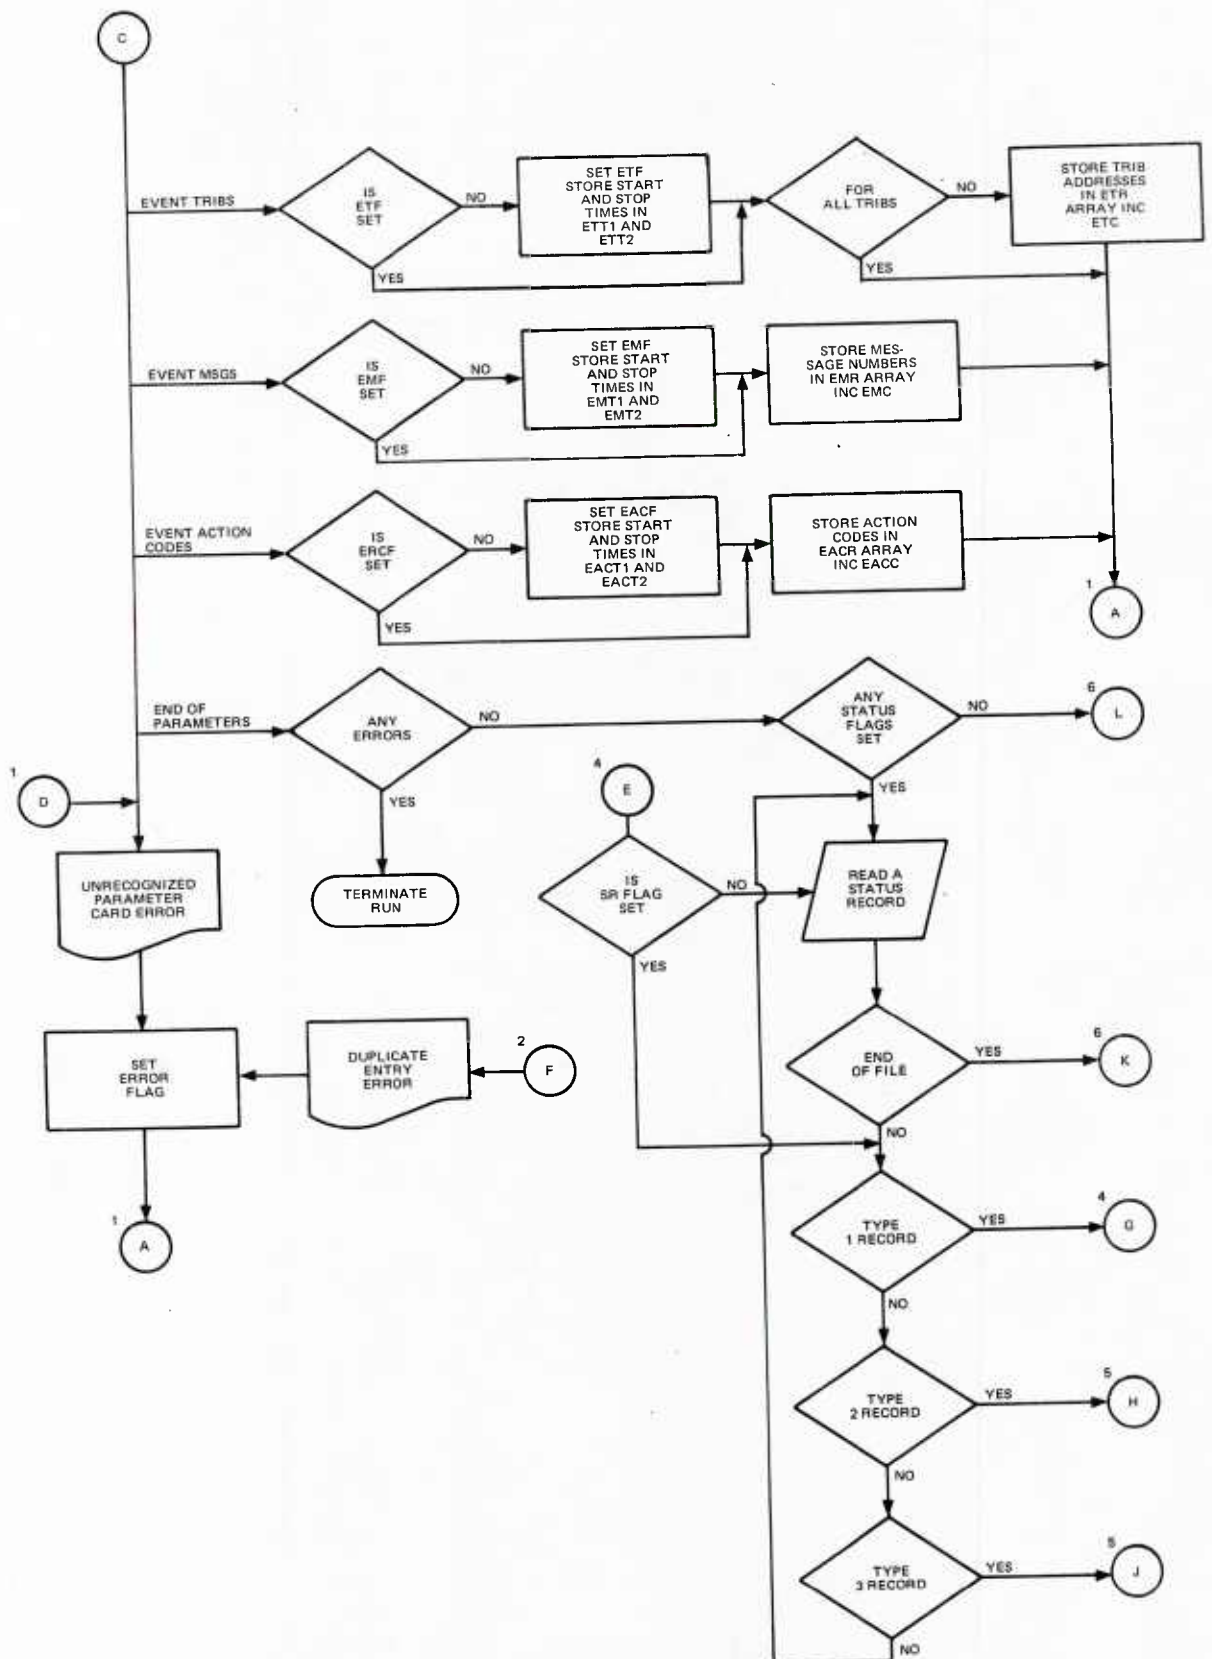 C
EVENT TRIBS
IS
ETF
SET
NO
YES
SET ETF
STORE START
AND STOP
TIMES IN
ETT1 AND
ETT2
FOR
ALL TRIBS
NO
YES
STORE TRIB
ADDRESSES
IN ETR
ARRAY INC
ETC
EVENT MSGS
IS
EMF
SET
NO
YES
SET EMF
STORE START
AND STOP
TIMES IN
EMT1 AND
EMT2
STORE MES-
SAGE NUMBERS
IN EMR ARRAY
INC EMC
EVENT ACTION
CODES
IS
ERCF
SET
NO
YES
SET EACF
STORE START
AND STOP
TIMES IN
EACT1 AND
EACT2
STORE ACTION
CODES IN
EACR ARRAY
INC EACC
1
A
END OF
PARAMETERS
ANY
ERRORS
NO
YES
TERMINATE
RUN
ANY
STATUS
FLAGS
SET
NO
YES
6
L
1
D
UNRECOGNIZED
PARAMETER
CARD ERROR
4
E
IS
SR FLAG
SET
NO
YES
READ A
STATUS
RECORD
SET
ERROR
FLAG
DUPLICATE
ENTRY
ERROR
2
F
END
OF FILE
YES
NO
6
K
1
A
TYPE
1 RECORD
YES
NO
4
G
TYPE
2 RECORD
YES
NO
5
H
TYPE
3 RECORD
YES
NO
5
J